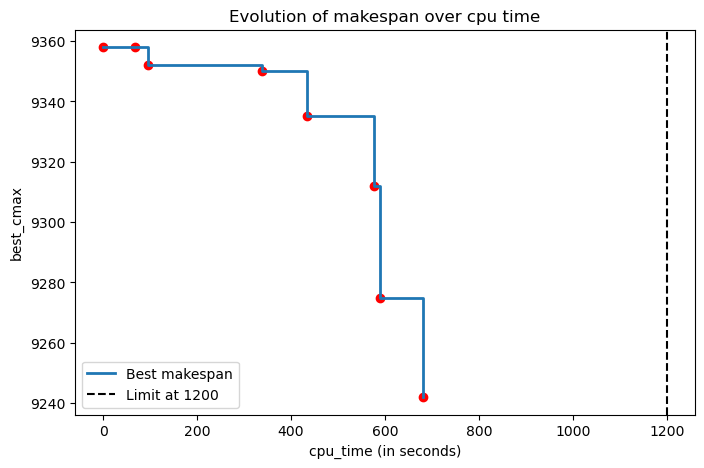 Evolution of makespan over cpu time
best_cmax
9360
9340
9320
9300
9280
9260
9240
Best makespan
Limit at 1200
0
200
400
600
800
1000
1200
cpu_time (in seconds)